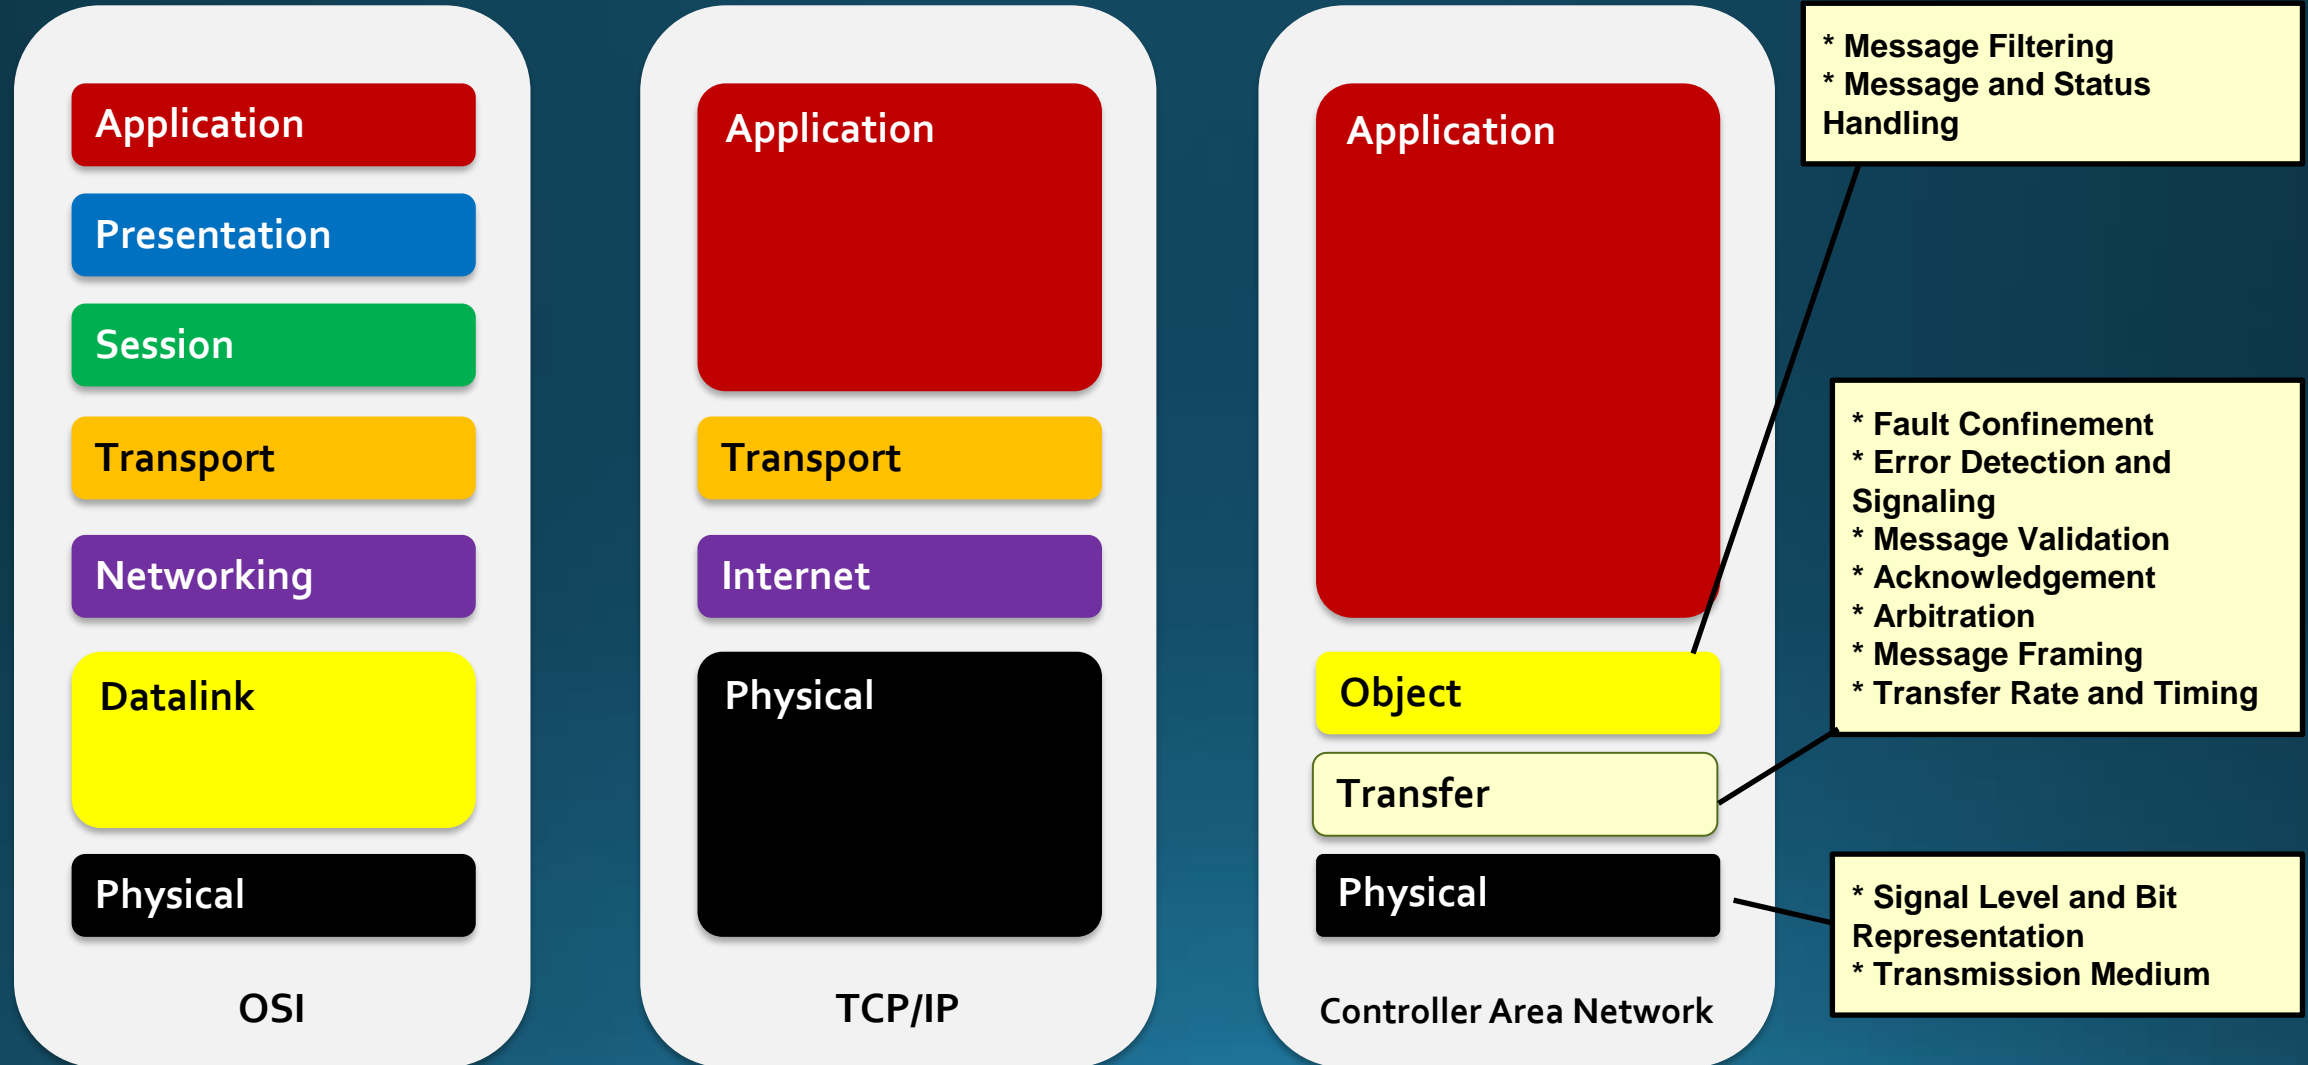 Application
Presentation
Session
Transport
Networking
Datalink
Physical
OSI
Application
Transport
Internet
Physical
TCP/IP
Application
Object
Transfer
Physical
Controller Area Network
* Message Filtering
* Message and Status
Handling
* Fault Confinement
* Error Detection and
Signaling
* Message Validation
* Acknowledgement
* Arbitration
* Message Framing
* Transfer Rate and Timing
* Signal Level and Bit
Representation
* Transmission Medium